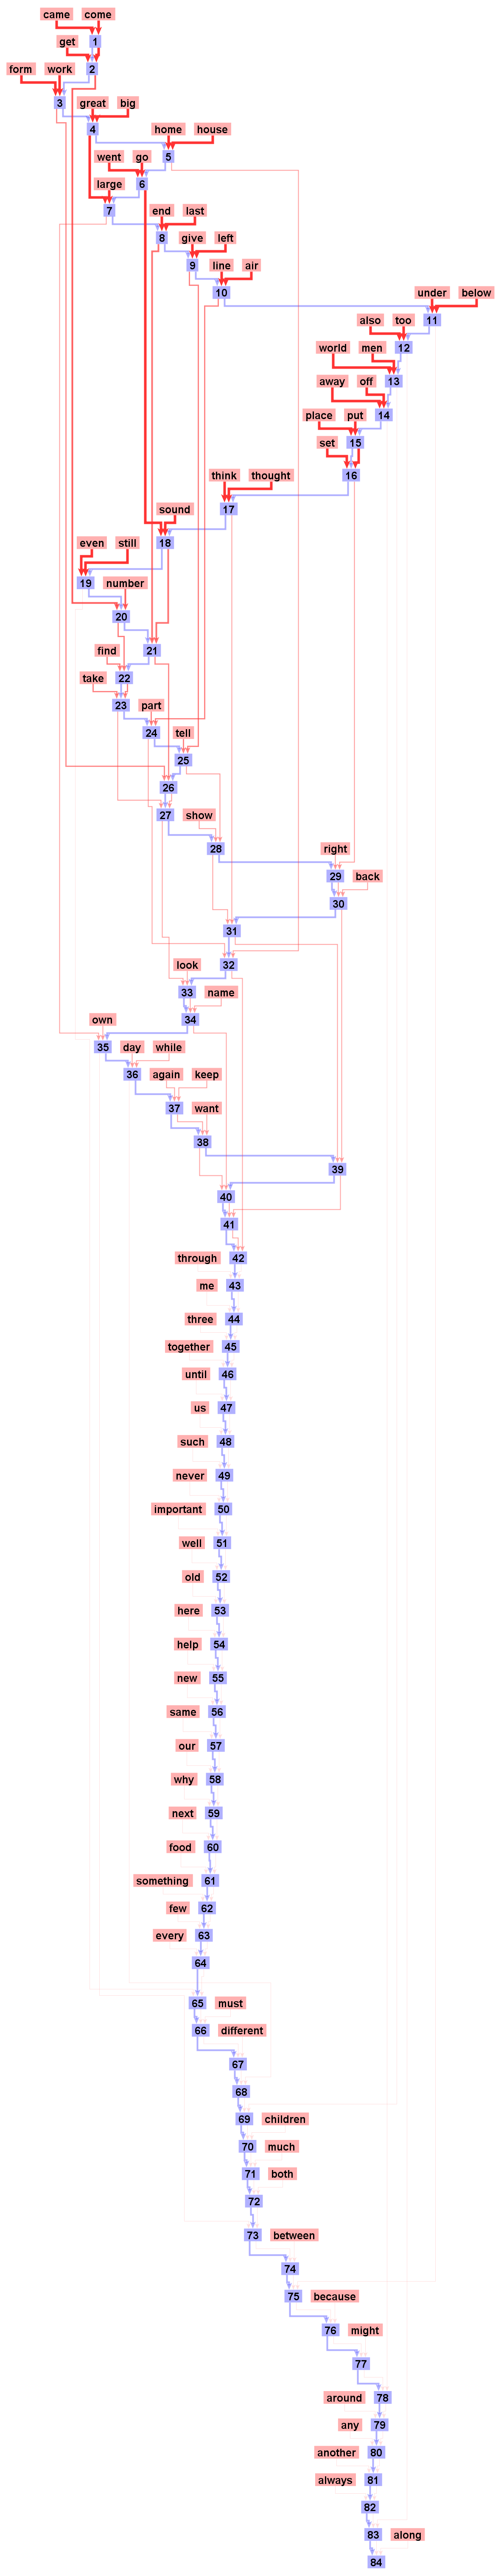 came come
1
get
2
form work
3
great big
4
home house
5
went go
6
large
7
end last
8
give left
9
line air
10
under below
11
also too
12
world men
13
away off
14
place put
15
set
16
think thought
17
sound
18
even still
19
number
20
21
find
22
take
23
part
24
tell
25
26
27
show
28
right
29
back
30
31
32
look
33
name
34
own
35
day while
36
again keep
37
want
38
39
40
41
42
through
43
me
44
three
45
together
46
until
47
us
48
such
49
never
50
important
51
well
52
old
53
here
54
help
55
new
56
same
57
our
58
why
59
next
60
food
61
something
62
few
63
every
64
65 must
66
different
67
68
69 children
70 much
71 both
72
73 between
74
75 because
76 might
77
78
around
79
any
80
another
81
always
82
83 along
84